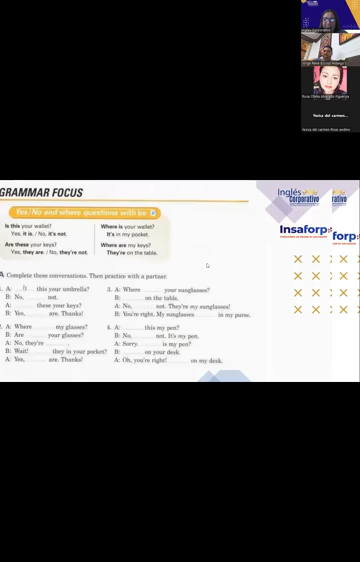 GRAMMAR FOCUS
Yes/No and where questions with be
Is this your wallet?
Yes, it is. / No, it's not.
Are these your keys?
Yes, they are. / No, they're not.
Where is your wallet?
It's in my pocket.
Where are my keys?
They're on the table.
A Complete these conversations. Then practice with a partner.
1. A: Is this your umbrella?
B: No, not.
A: these your keys?
B: Yes, are. Thanks!
2. A: Where my glasses?
B: Are your glasses?
A: No, they're .
B: Wait! they in your pocket?
A: Yes, are. Thanks!
3. A: Where your sunglasses?
B: on the table.
A: No, not. They're my sunglasses!
B: You're right. My sunglasses in my purse.
4. A: this my pen?
B: No, not. It's my pen.
A: Sorry. is my pen?
B: on your desk.
A: Oh, you're right! on my desk.
Inglés
Corporativo
Insaforp
rativo
forp
Yesica del carmen...